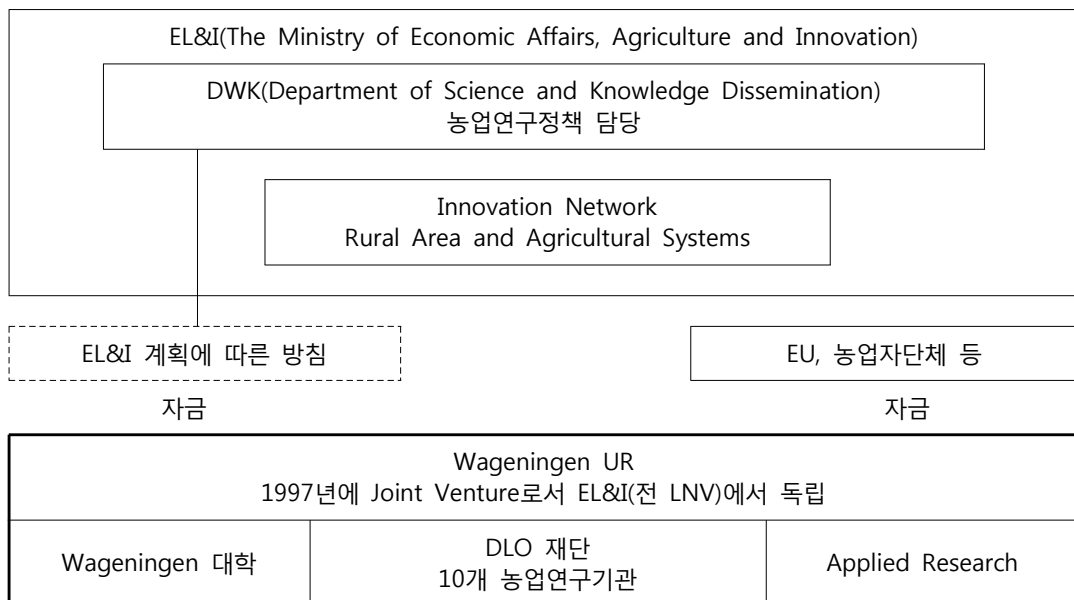 EL&I(The Ministry of Economic Affairs, Agriculture and Innovation)
DWK(Department of Science and Knowledge Dissemination)
농업연구정책 담당
Innovation Network
Rural Area and Agricultural Systems
EL&I 계획에 따른 방침
EU, 농업자단체 등
자금
자금
Wageningen UR
1997년에 Joint Venture로서 EL&I(전 LNV)에서 독립
Wageningen 대학
DLO 재단
10개 농업연구기관
Applied Research